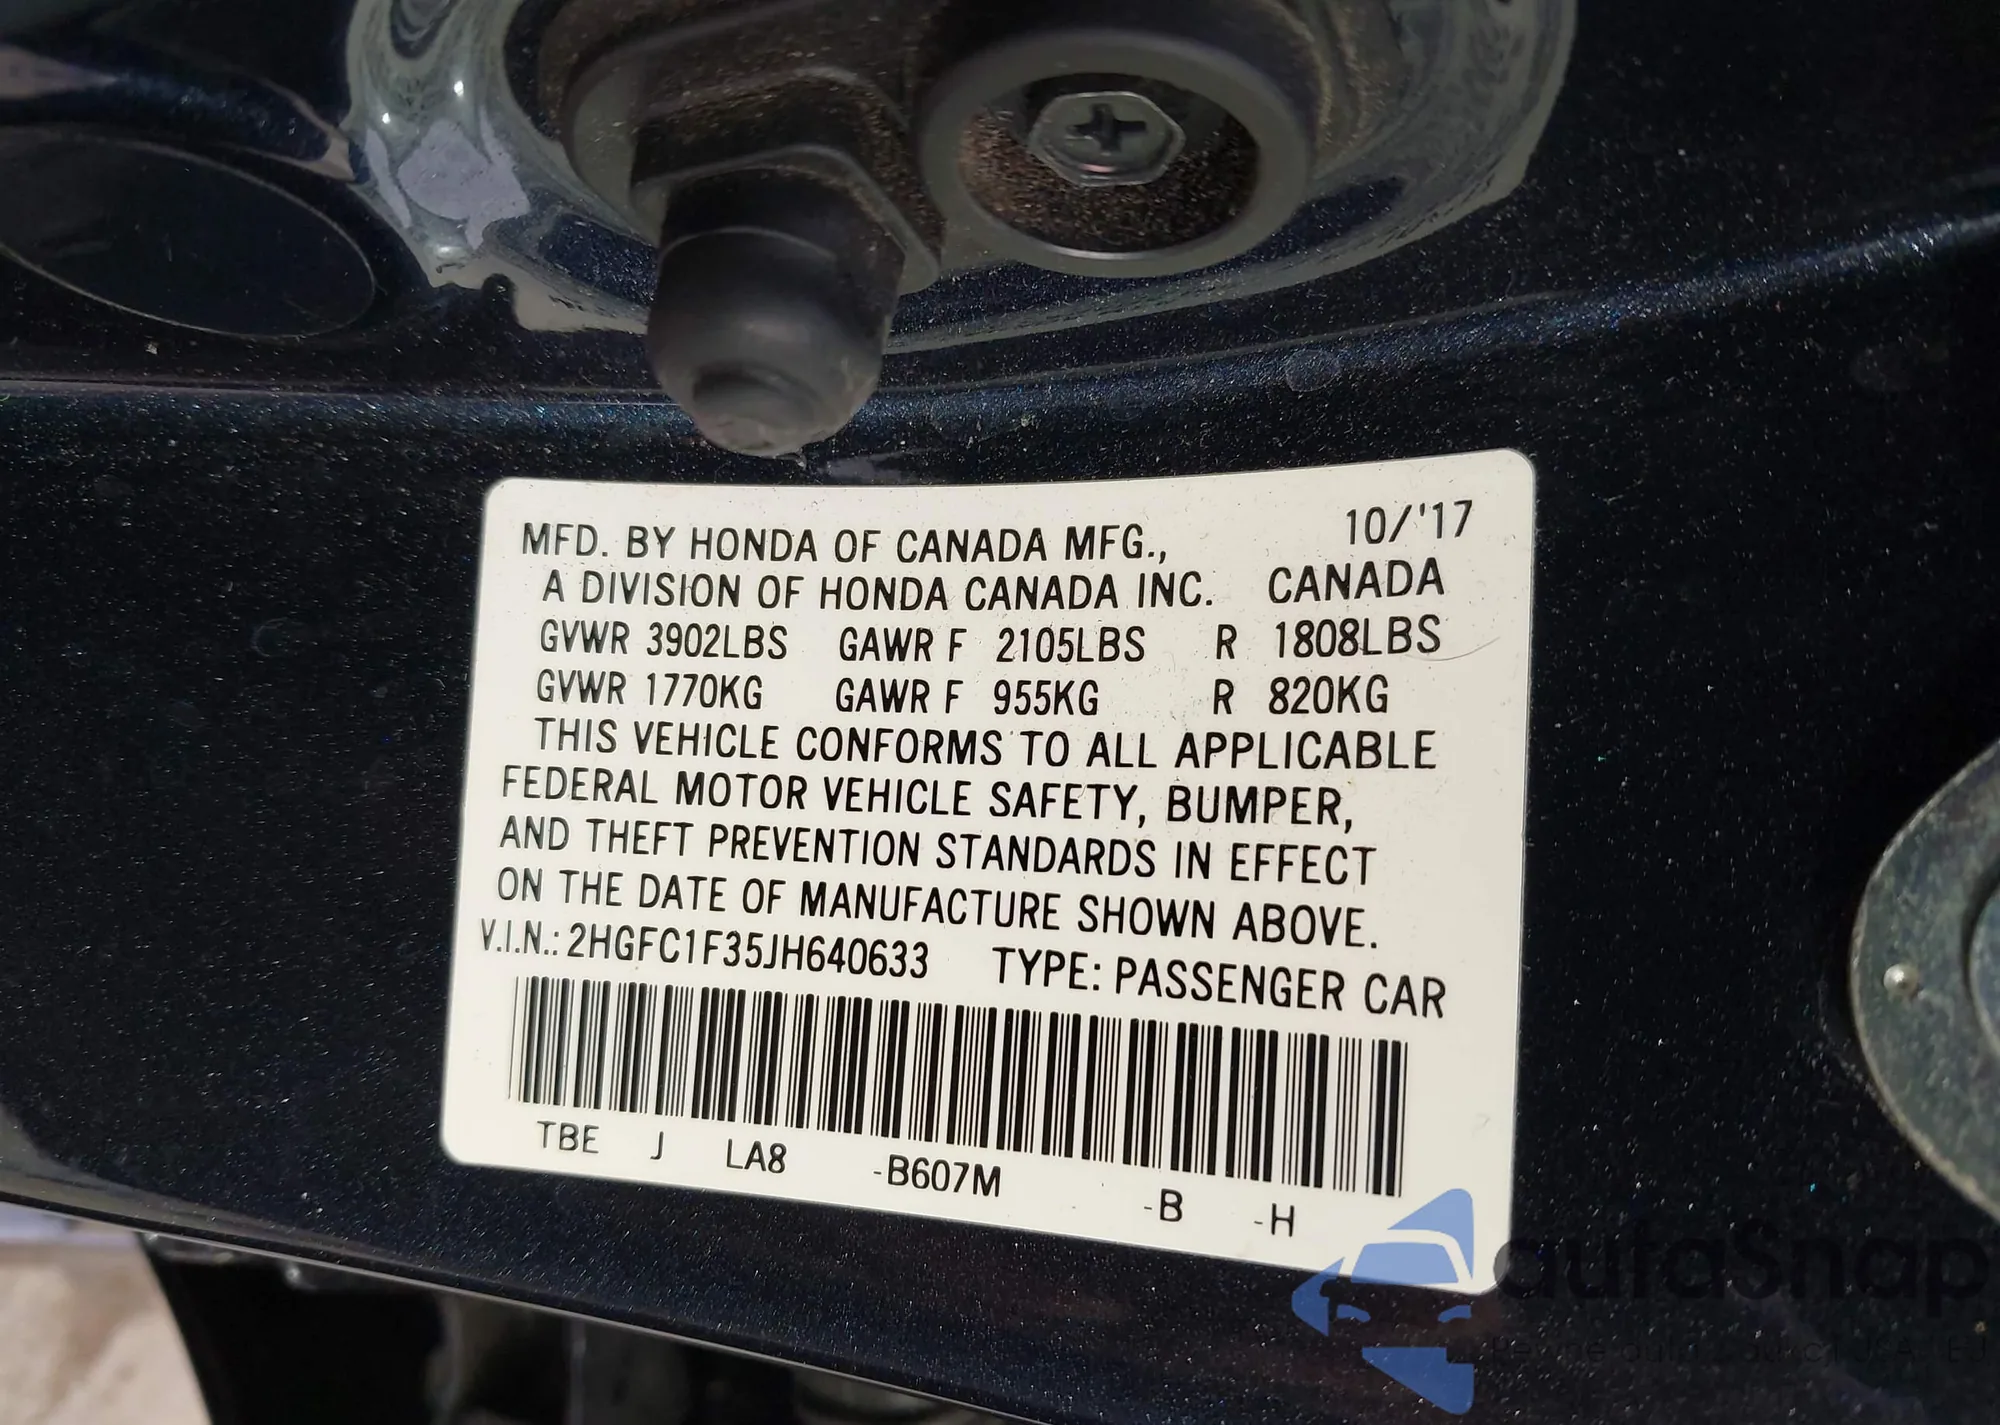 MFD. BY HONDA OF CANADA MFG., 10/'17
A DIVISION OF HONDA CANADA INC. CANADA
GVWR 3902LBS GAWR F 2105LBS R 1808LBS
GVWR 1770KG GAWR F 955KG R 820KG
THIS VEHICLE CONFORMS TO ALL APPLICABLE
FEDERAL MOTOR VEHICLE SAFETY, BUMPER,
AND THEFT PREVENTION STANDARDS IN EFFECT
ON THE DATE OF MANUFACTURE SHOWN ABOVE.
V.I.N.: 2HGFC1F35JH640633 TYPE: PASSENGER CAR
TBE J LA8 -B607M -B -H
autaSnap